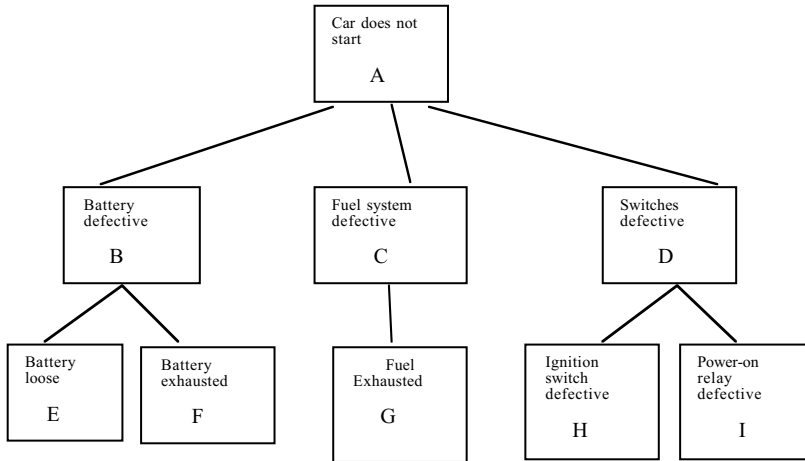 Car does not
start
A
Battery
defective
B
Fuel system
defective
C
Switches
defective
D
Battery
loose
E
Battery
exhausted
F
Fuel
Exhausted
G
Ignition
switch
defective
H
Power-on
relay
defective
I